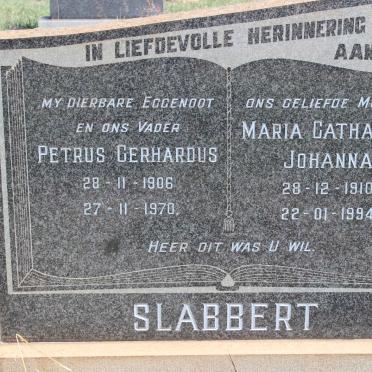 IN LIEFDEVOLLE HERINNERING
AAN
MY DIERBARE EGGENOOT
EN ONS VADER
PETRUS GERHARDUS
28 - 11 - 1906
27 - 11 - 1970.
ONS GELIEFDE
MARIA
JOHANNA
28 - 12 - 1910
22 - 01 - 1994
HEER DIT WAS U WIL.
SLABBERT